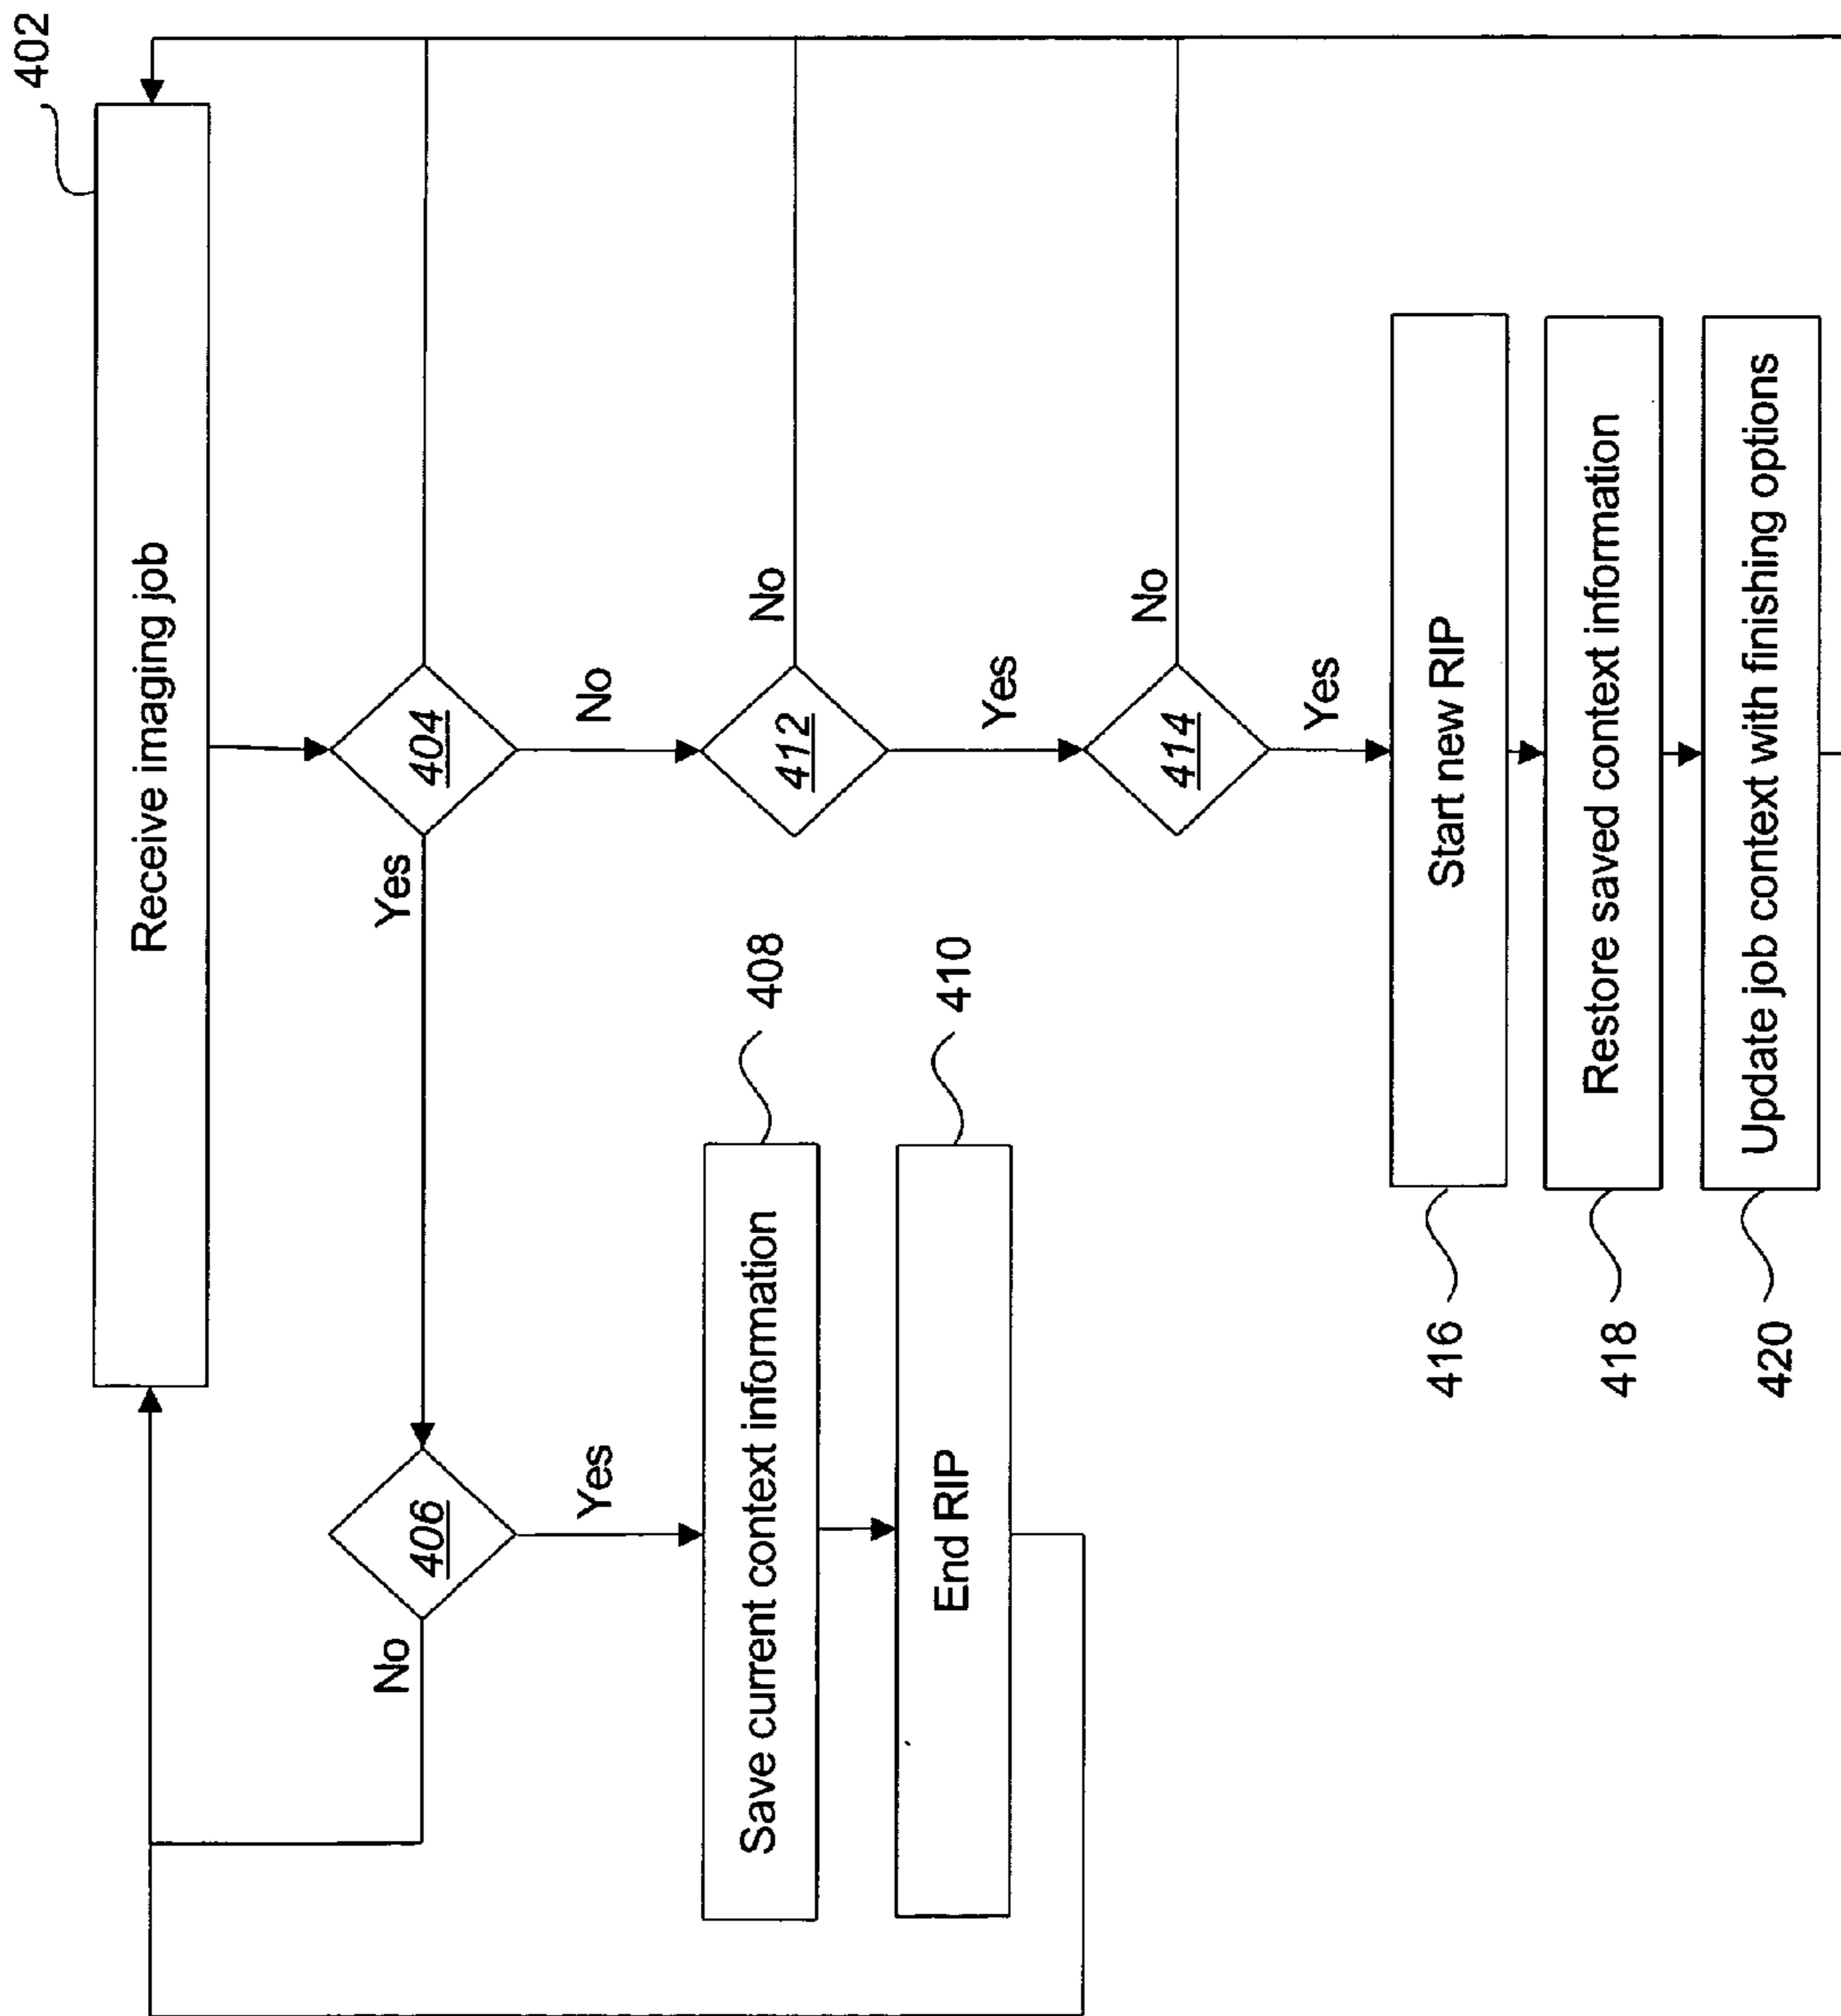 402
Receive imaging job
404
Yes
No
406
No
Yes
412
No
Yes
408
Save current context information
414
No
Yes
410
End RIP
416
Start new RIP
418
Restore saved context information
420
Update job context with finishing options